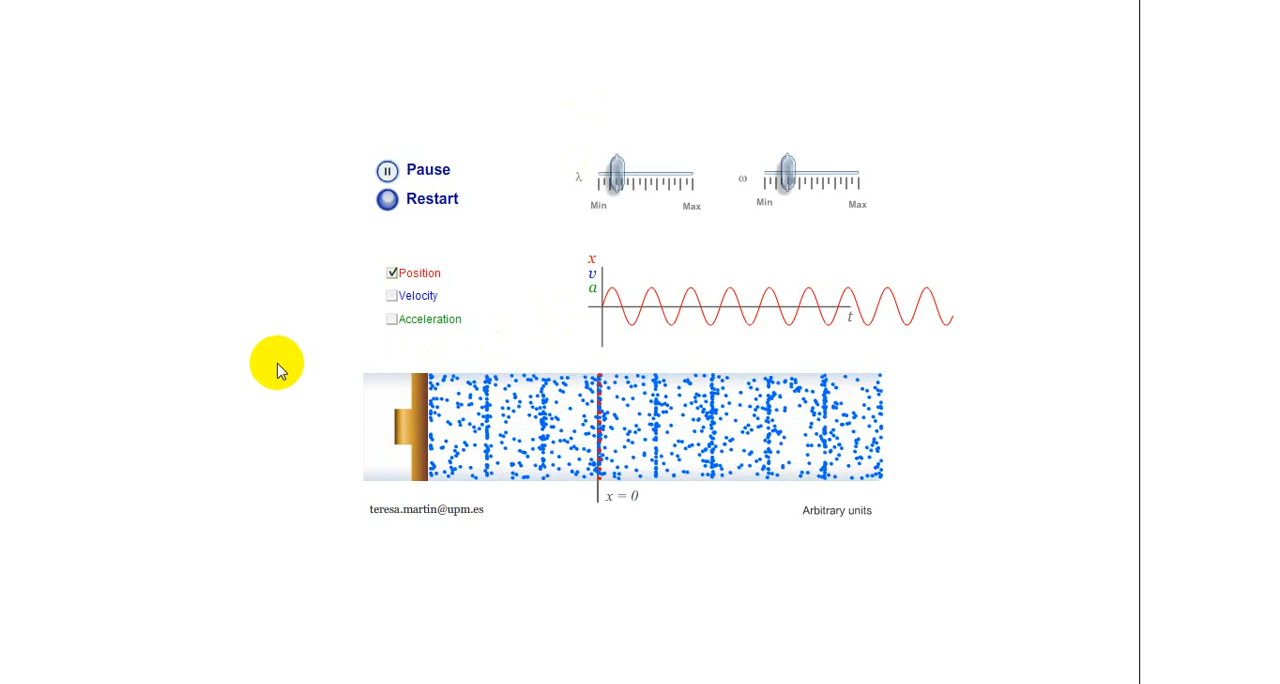 Pause
Restart
λ
Min
Max
ω
Min
Max
Position
Velocity
Acceleration
x
v
a
t
x = 0
teresa.martin@upm.es
Arbitrary units